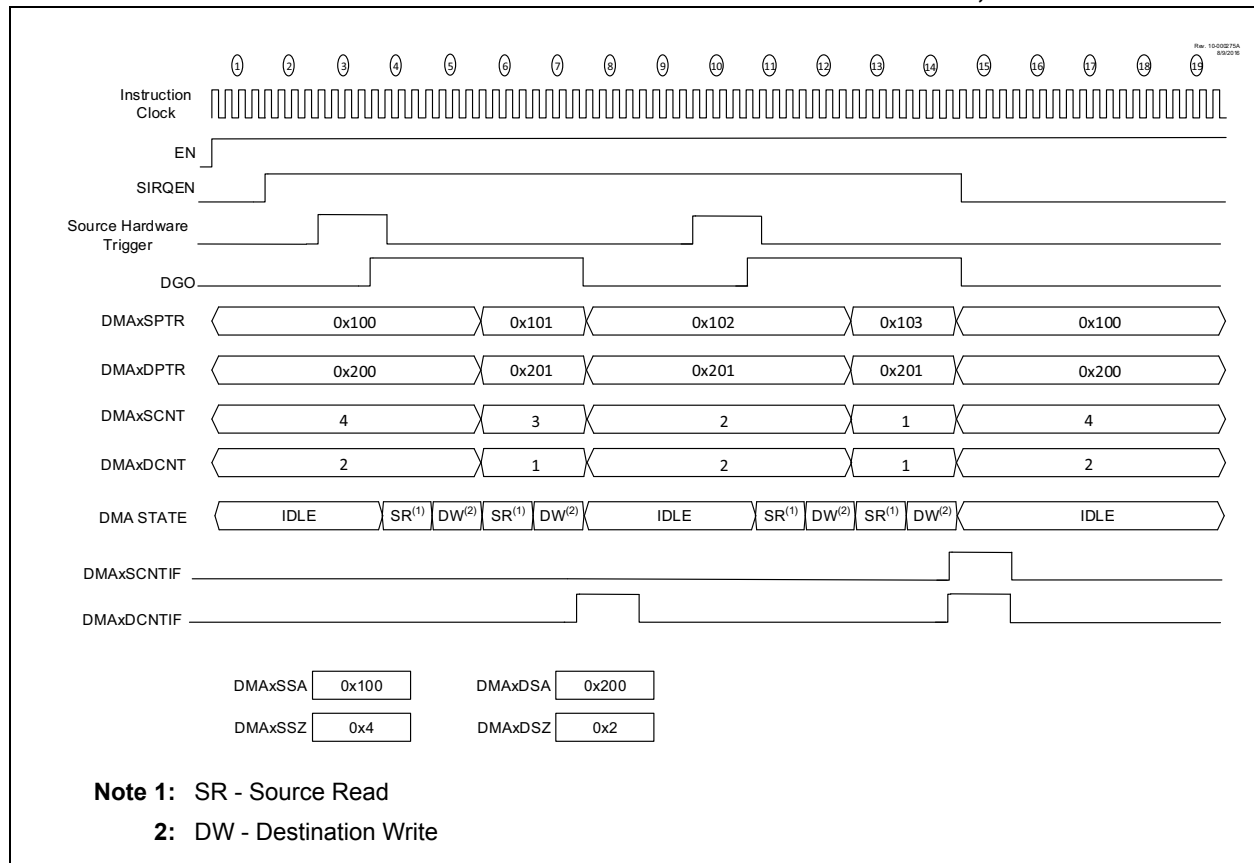 Rev. 10-000275A
8/9/2016
1 2 3 4 5 6 7 8 9 10 11 12 13 14 15 16 17 18 19
Instruction
Clock
EN
SIRQEN
Source Hardware
Trigger
DGO
DMAxSPTR 0x100 0x101 0x102 0x103 0x100
DMAxDPTR 0x200 0x201 0x201 0x201 0x200
DMAxSCNT 4 3 2 1 4
DMAxDCNT 2 1 2 1 2
DMA STATE IDLE SR(1) DW(2) SR(1) DW(2) IDLE SR(1) DW(2) SR(1) DW(2) IDLE
DMAxSCNTIF
DMAxDCNTIF
DMAxSSA 0x100 DMAxDSA 0x200
DMAxSSZ 0x4 DMAxDSZ 0x2
Note 1: SR - Source Read
2: DW - Destination Write